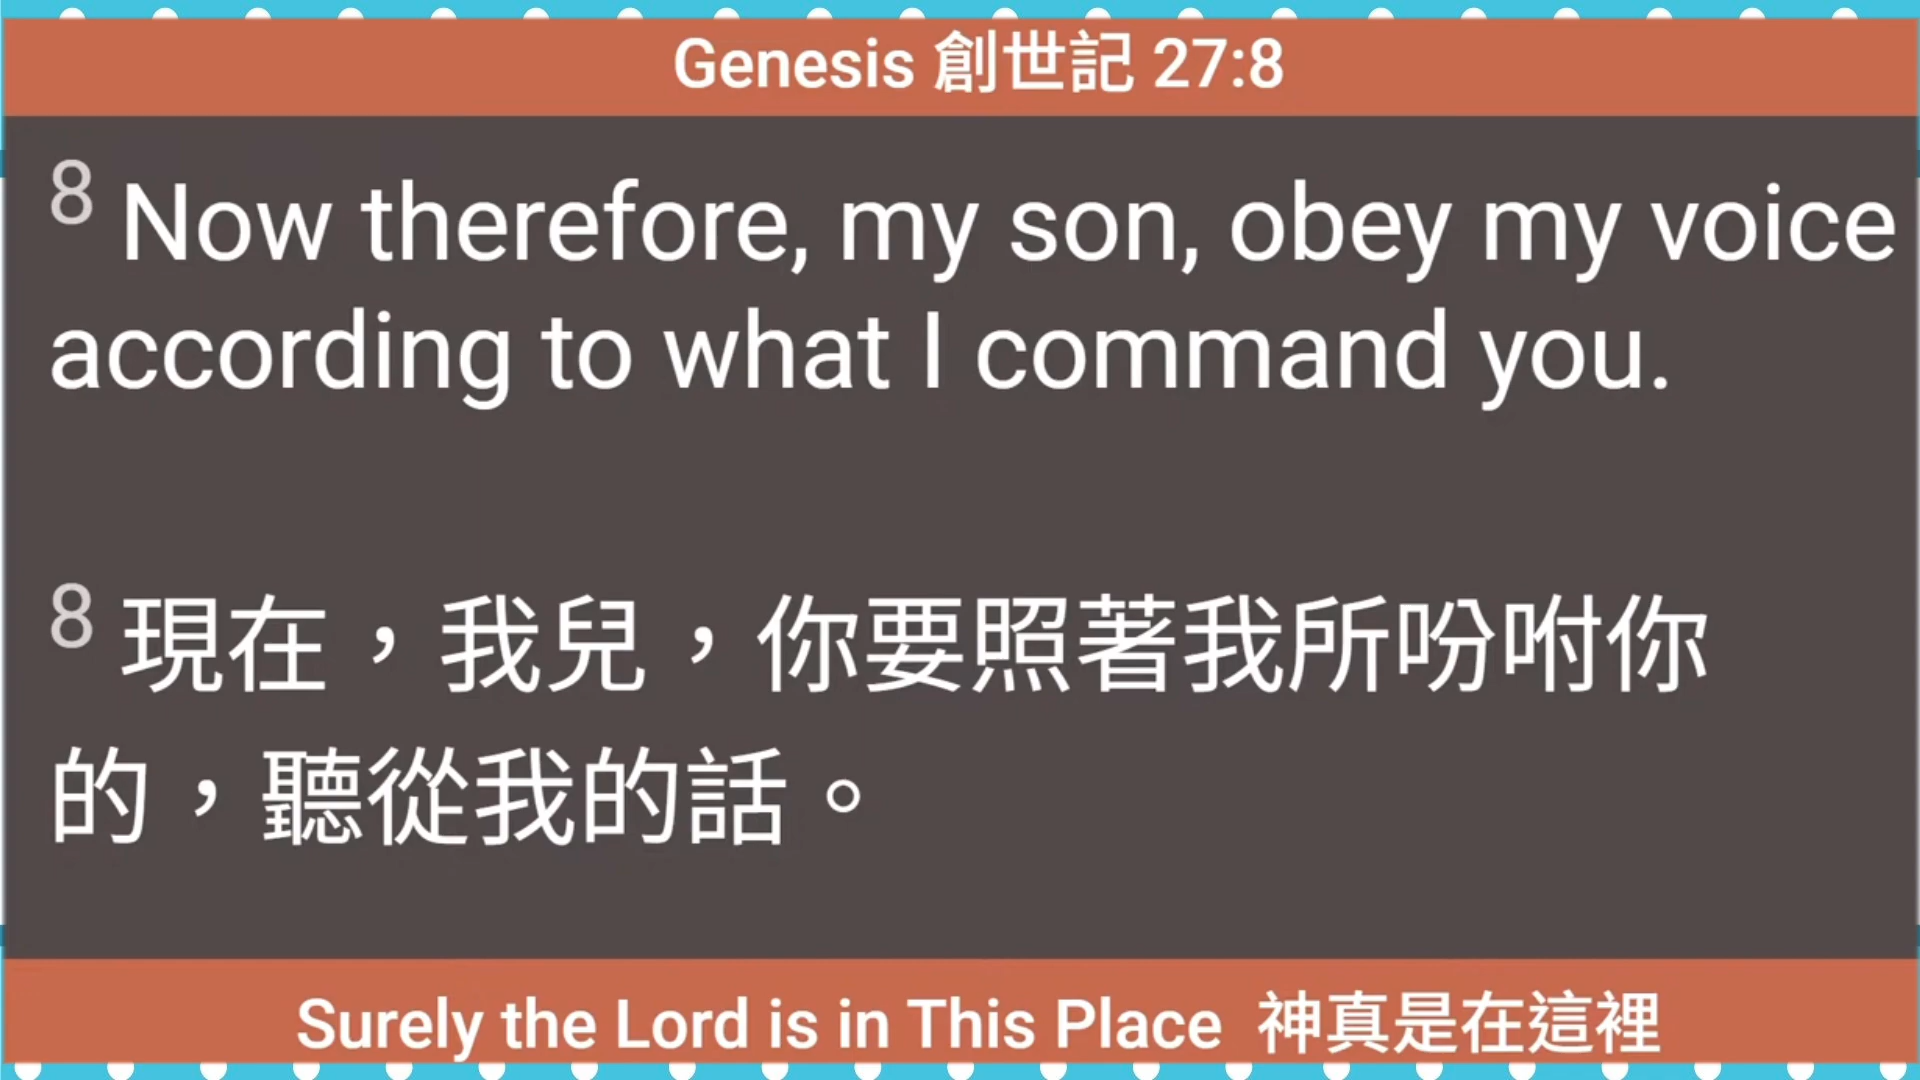 Genesis 創世記 27:8
8 Now therefore, my son, obey my voice
according to what I command you.
8 現在，我兒，你要照著我所吩咐你
的，聽從我的話。
Surely the Lord is in This Place 神真是在這裡